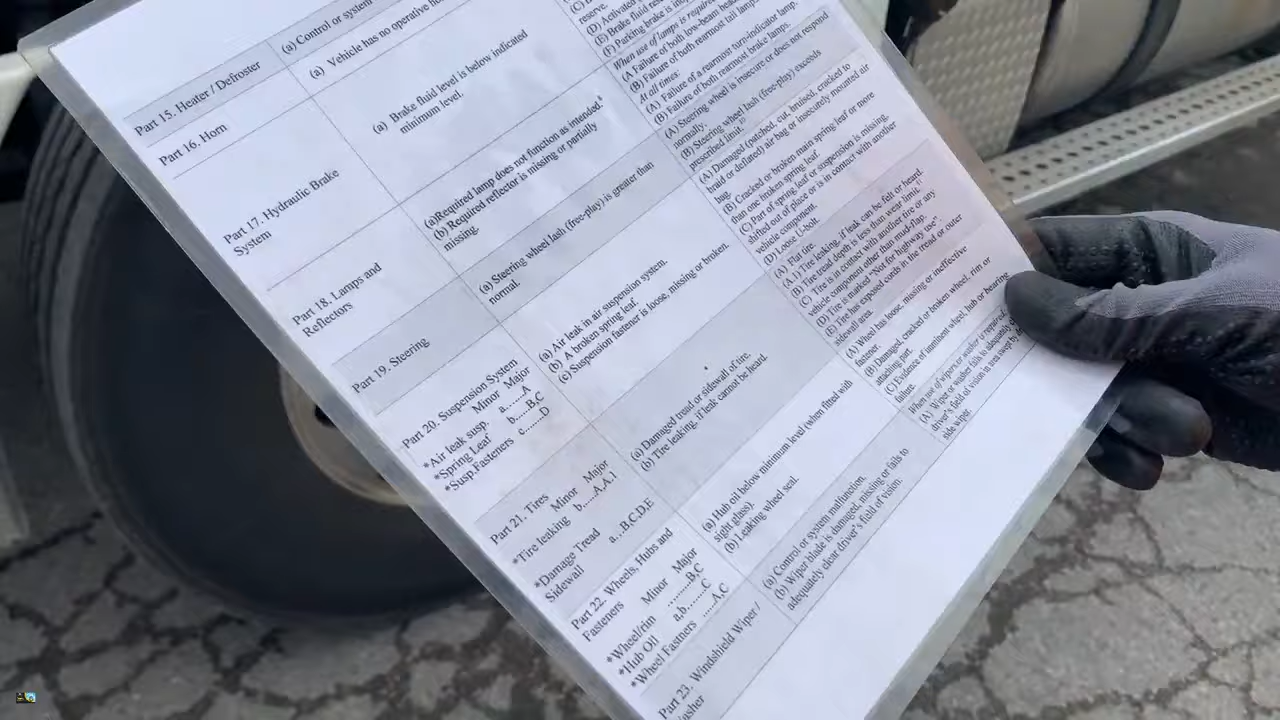 Part 15. Heater / Defroster
(a) Control or system
Part 16. Horn
(a) Vehicle has no operative
Part 17. Hydraulic Brake
System
(a) Brake fluid level is below indicated
minimum level.
reserve.
(D) Activated
(E) Brake fluid
(F) Parking brake is
Part 18. Lamps and
Reflectors
(a)Required lamp does not function as intended.
(b) Required reflector is missing or partially
missing.
When use of lamps is required:
(A) Failure of both low-beam
(B) Failure of both rearmost tail lamps.
At all times:
(A) Failure of a rearmost turn-indicator lamp.
(B) Failure of both rearmost brake lamps.
Part 19. Steering
(a) Steering wheel lash (free-play) is greater than
normal.
(A) Steering wheel is insecure or does not respond
normally.
(B) Steering wheel lash (free-play) exceeds
prescribed limit.
Part 20. Suspension System
Minor Major
*Air leak susp. a.......A
*Spring Leaf b......B,C
*Susp.Fasteners c.......D
(a) Air leak in air suspension system.
(b) A broken spring leaf.
(c) Suspension fastener is loose, missing or broken.
(A) Damaged (patched, cut, bruised, cracked to
braid or deflated) air bag or insecurely mounted air
bag.
(B) Cracked or broken main spring leaf or more
than one broken spring leaf
(C) Part of spring leaf or suspension is missing,
shifted out of place or is in contact with another
vehicle component.
(D) Loose U-bolt.
Part 21. Tires
Minor Major
*Tire leaking b......A,A.1
*Damage Tread
Sidewall a...B,C,D,E
(a) Damaged tread or sidewall of tire.
(b) Tire leaking, if leak cannot be heard.
(A) Flat tire.
(A.1) Tire leaking, if leak can be felt or heard.
(B) Tire tread depth is less than wear limit.
(C) Tire is in contact with another tire or any
vehicle component other than mud-flap.
(D) Tire is marked "Not for highway use".
(E) Tire has exposed cords in the tread or outer
sidewall area.
Part 22. Wheels, Hubs and
Fasteners Minor Major
*Wheel/rim .........B,C
*Hub Oil a,b.......C
*Wheel Fasteners ......A,C
(a) Hub oil below minimum level (when fitted with
sight glass).
(b) Leaking wheel seal.
(A) Wheel has loose, missing or ineffective
fastener.
(B) Damaged, cracked or broken wheel, rim or
attaching part.
(C) Evidence of imminent wheel, hub or bearing
failure.
Part 23. Windshield Wiper /
(a) Control or system malfunction.
(b) Wiper blade is damaged, missing or fails to
adequately clear driver's field of vision.
When use of wipers or washer is
(A) Wiper or washer fails to adequately
driver's field of vision in area swept by
side wiper.